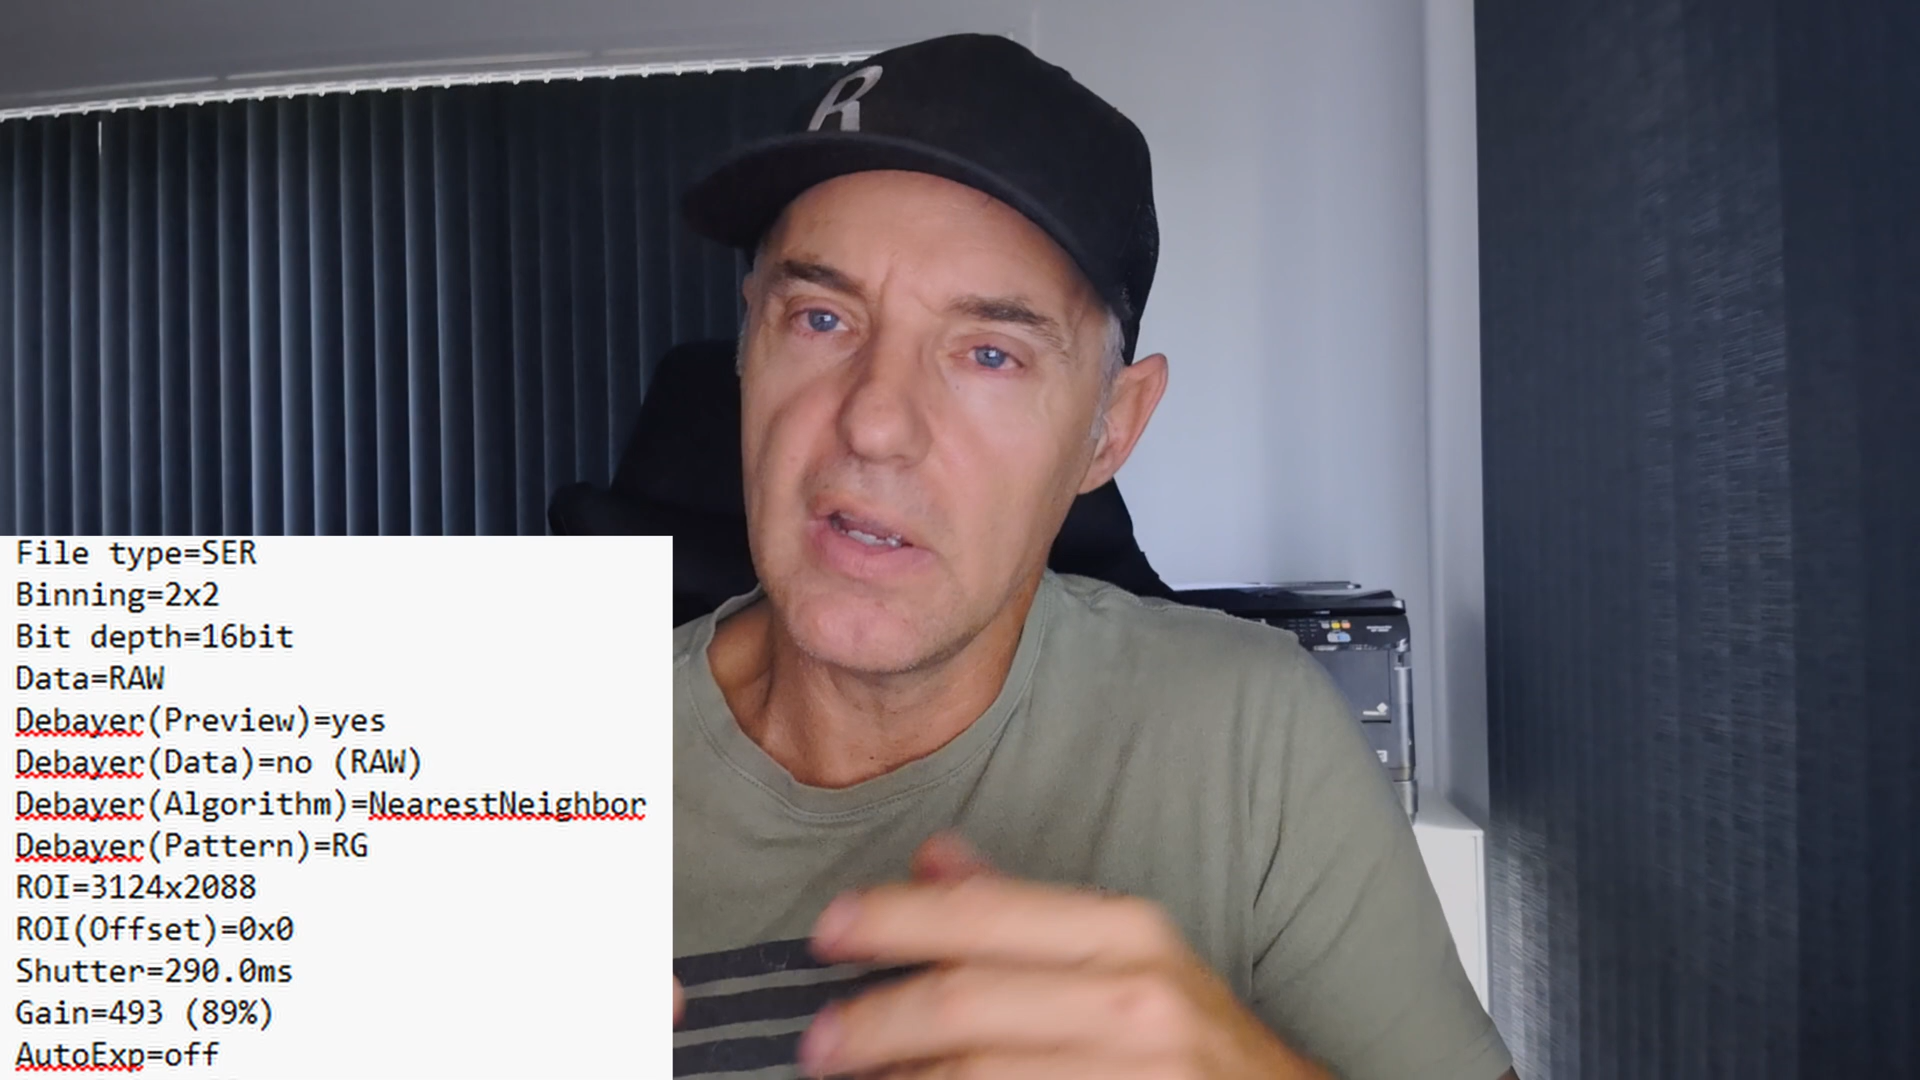 R
File type=SER
Binning=2x2
Bit depth=16bit
Data=RAW
Debayer(Preview)=yes
Debayer(Data)=no (RAW)
Debayer(Algorithm)=NearestNeighbor
Debayer(Pattern)=RG
ROI=3124x2088
ROI(Offset)=0x0
Shutter=290.0ms
Gain=493 (89%)
AutoExp=off